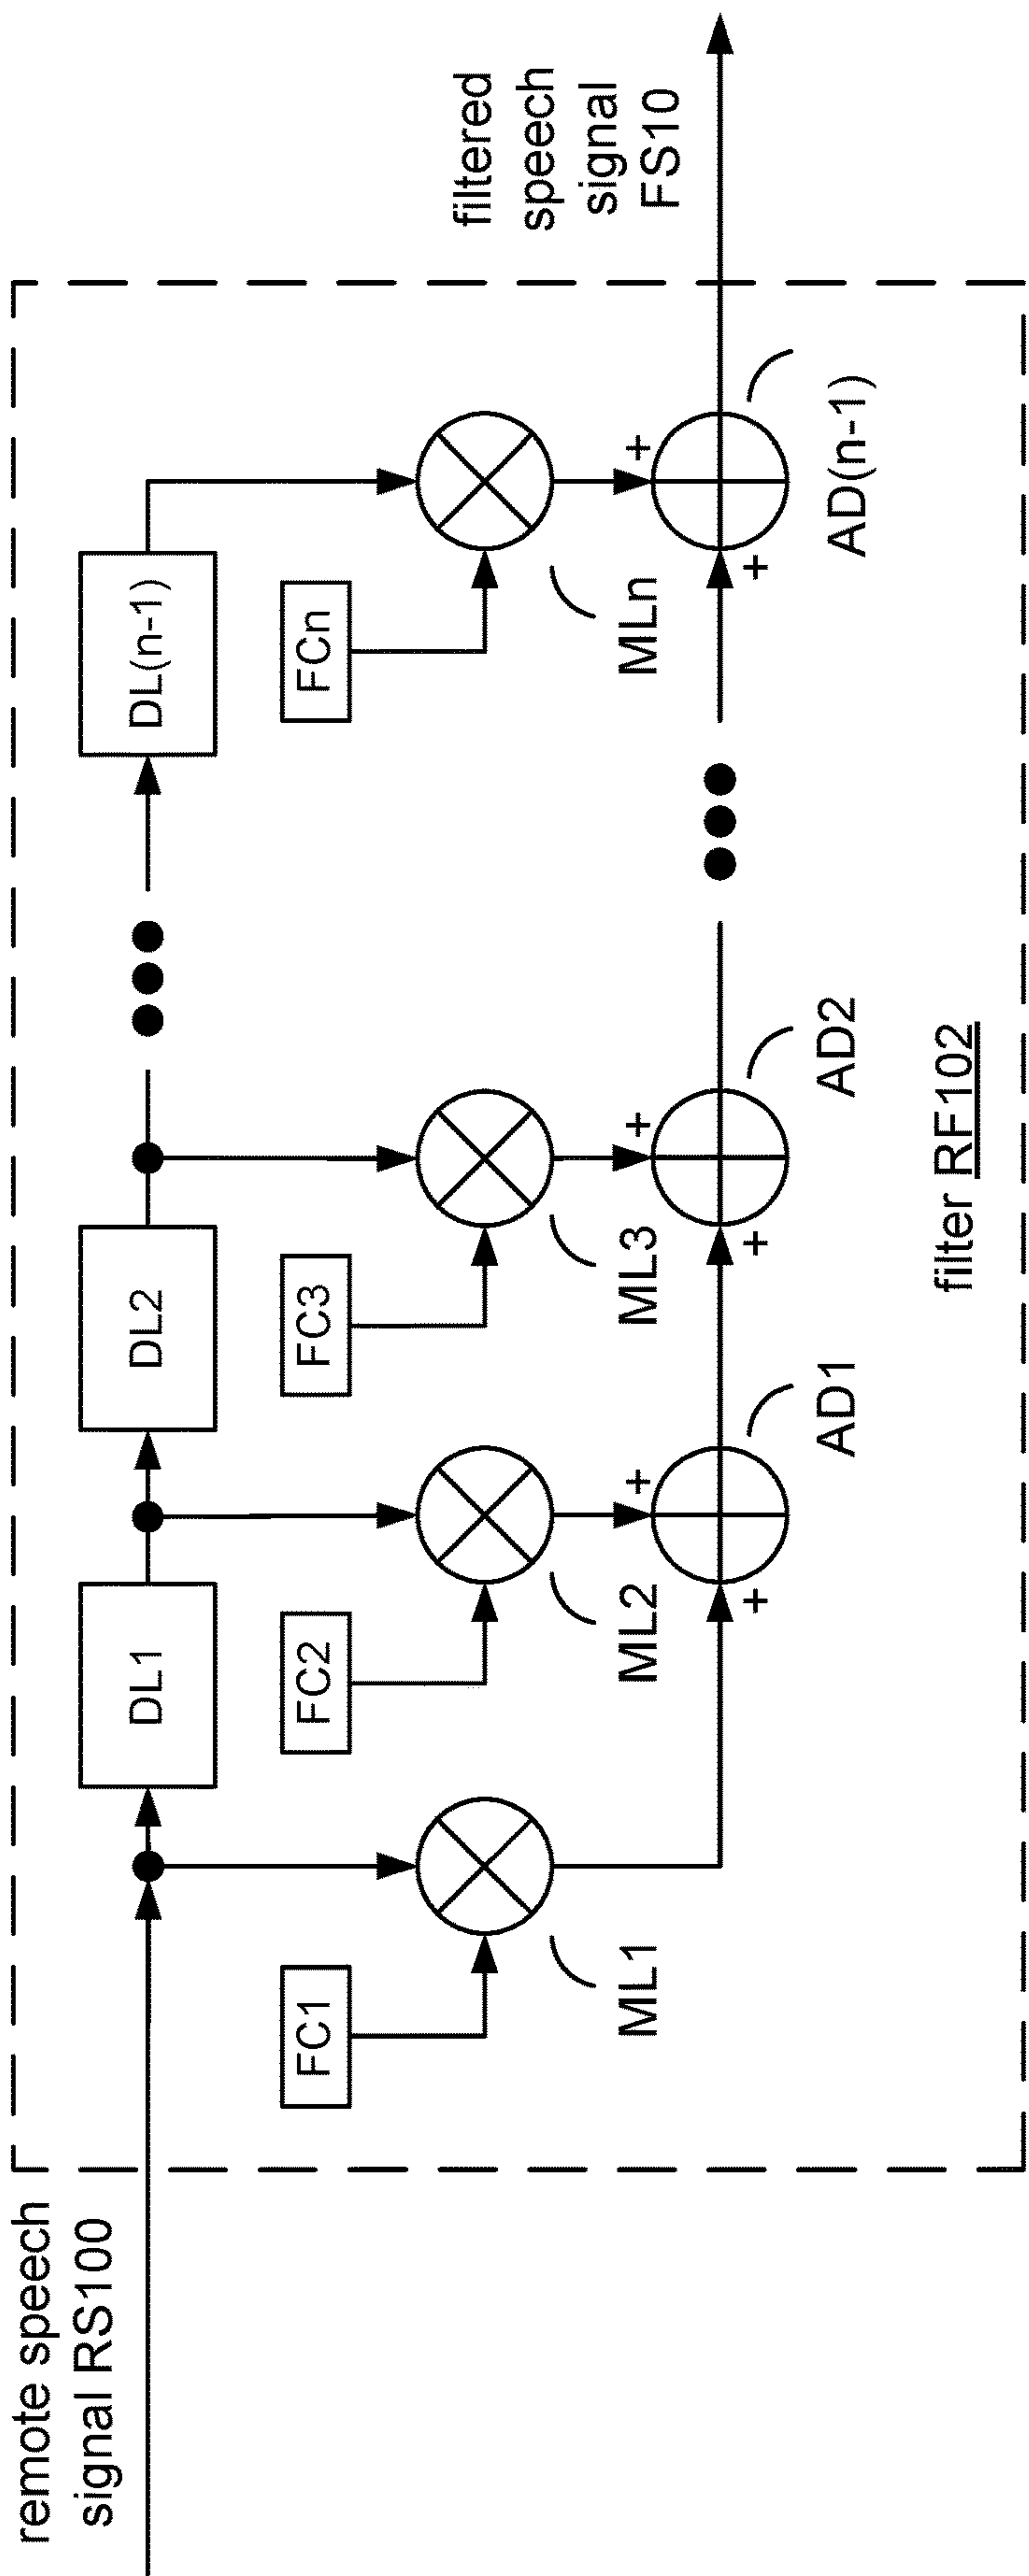 remote speech
signal RS100
DL1
DL2
DL(n-1)
FC1
FC2
FC3
FCn
ML1
ML2
ML3
MLn
+
+
+
+
+
+
AD1
AD2
AD(n-1)
filtered
speech
signal
FS10
filter RF102